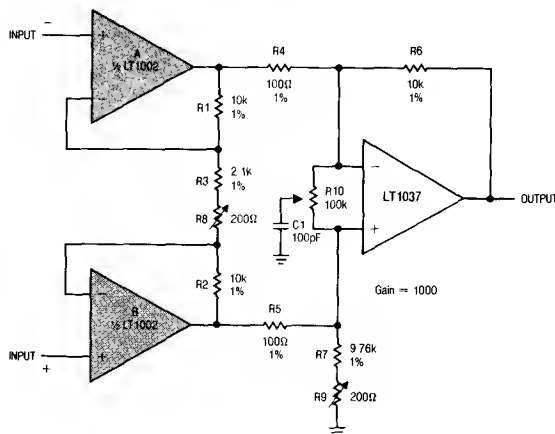 INPUT
−
+
A
½ LT1002
−
R1
10k
1%
R4
100Ω
1%
R6
10k
1%
R3
2.1k
1%
R8
200Ω
R10
100k
C1
100pF
−
+
LT1037
OUTPUT
Gain = 1000
−
B
½ LT1002
+
R2
10k
1%
R5
100Ω
1%
R7
9.76k
1%
R9
200Ω
INPUT
+